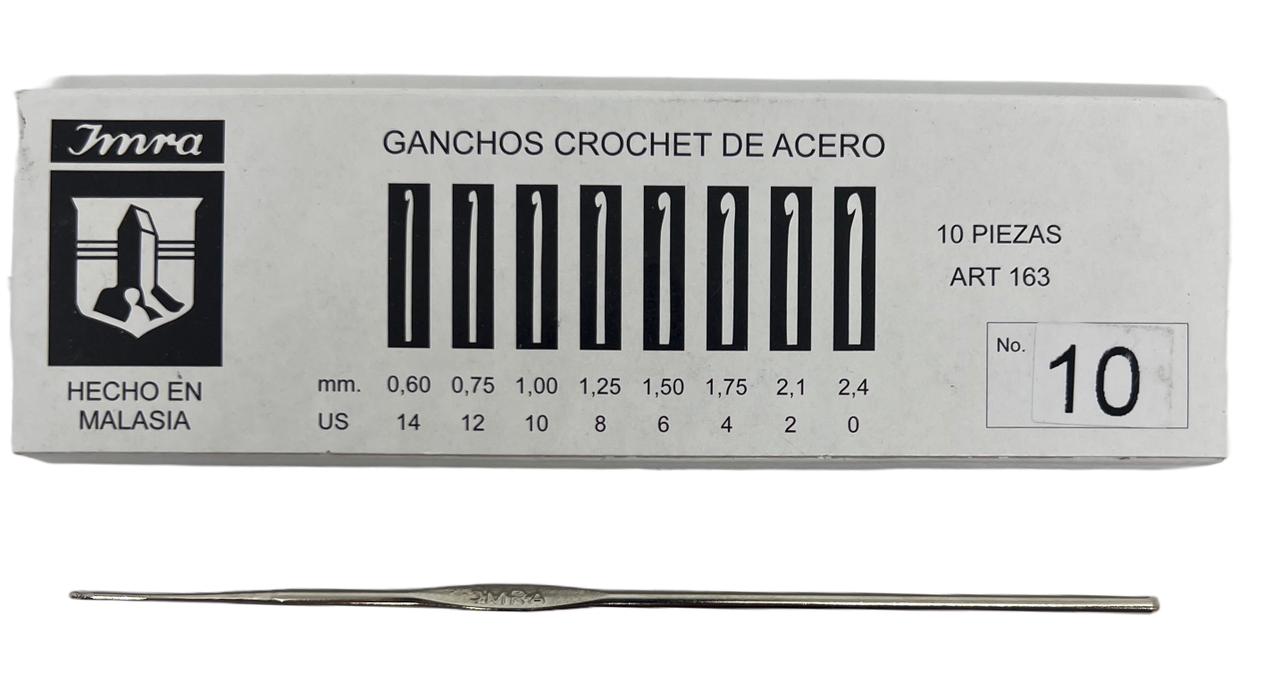 Imra
HECHO EN
MALASIA
GANCHOS CROCHET DE ACERO
mm. 0,60 0,75 1,00 1,25 1,50 1,75 2,1 2,4
US 14 12 10 8 6 4 2 0
10 PIEZAS
ART 163
No. 10
IMRA